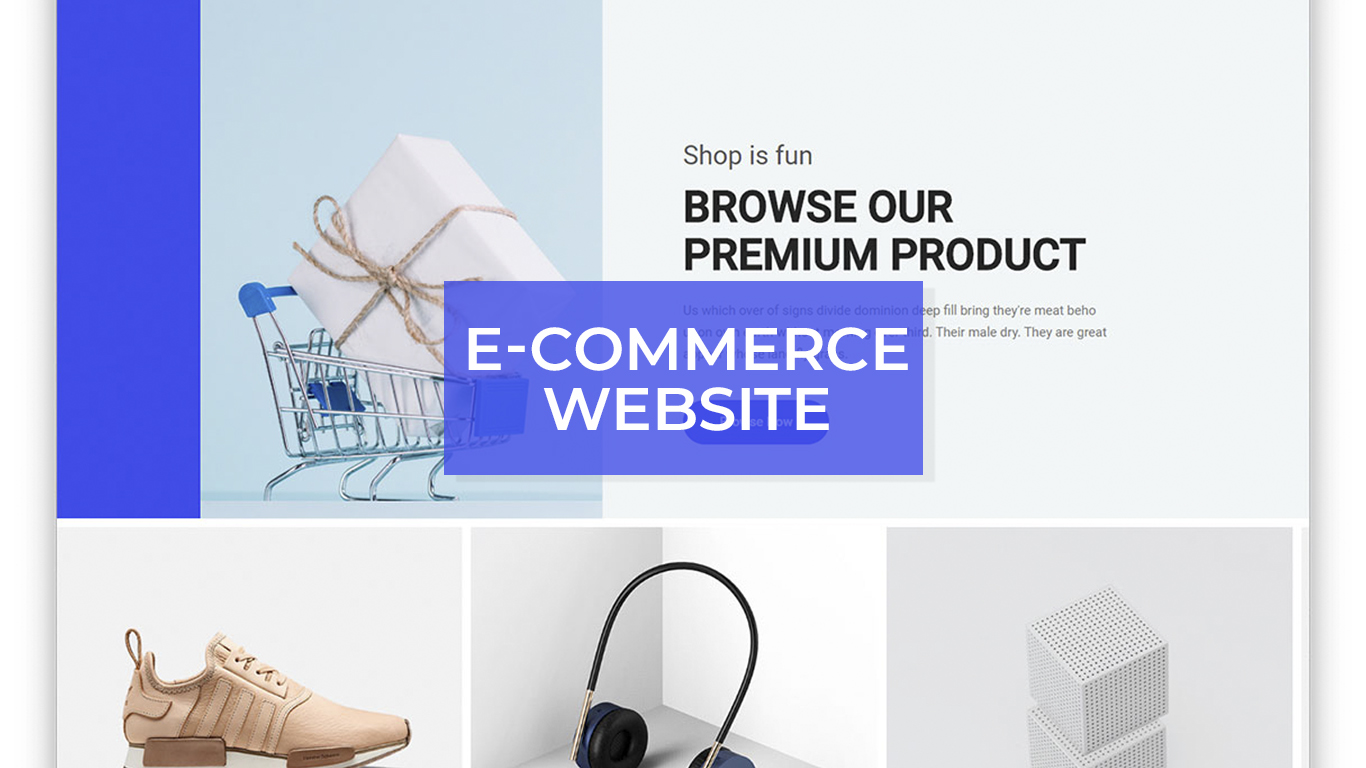 Shop is fun
BROWSE OUR
PREMIUM PRODUCT
Us which over of signs divide dominion deep fill bring they're meat beho
Their male dry. They are great
E-COMMERCE
WEBSITE